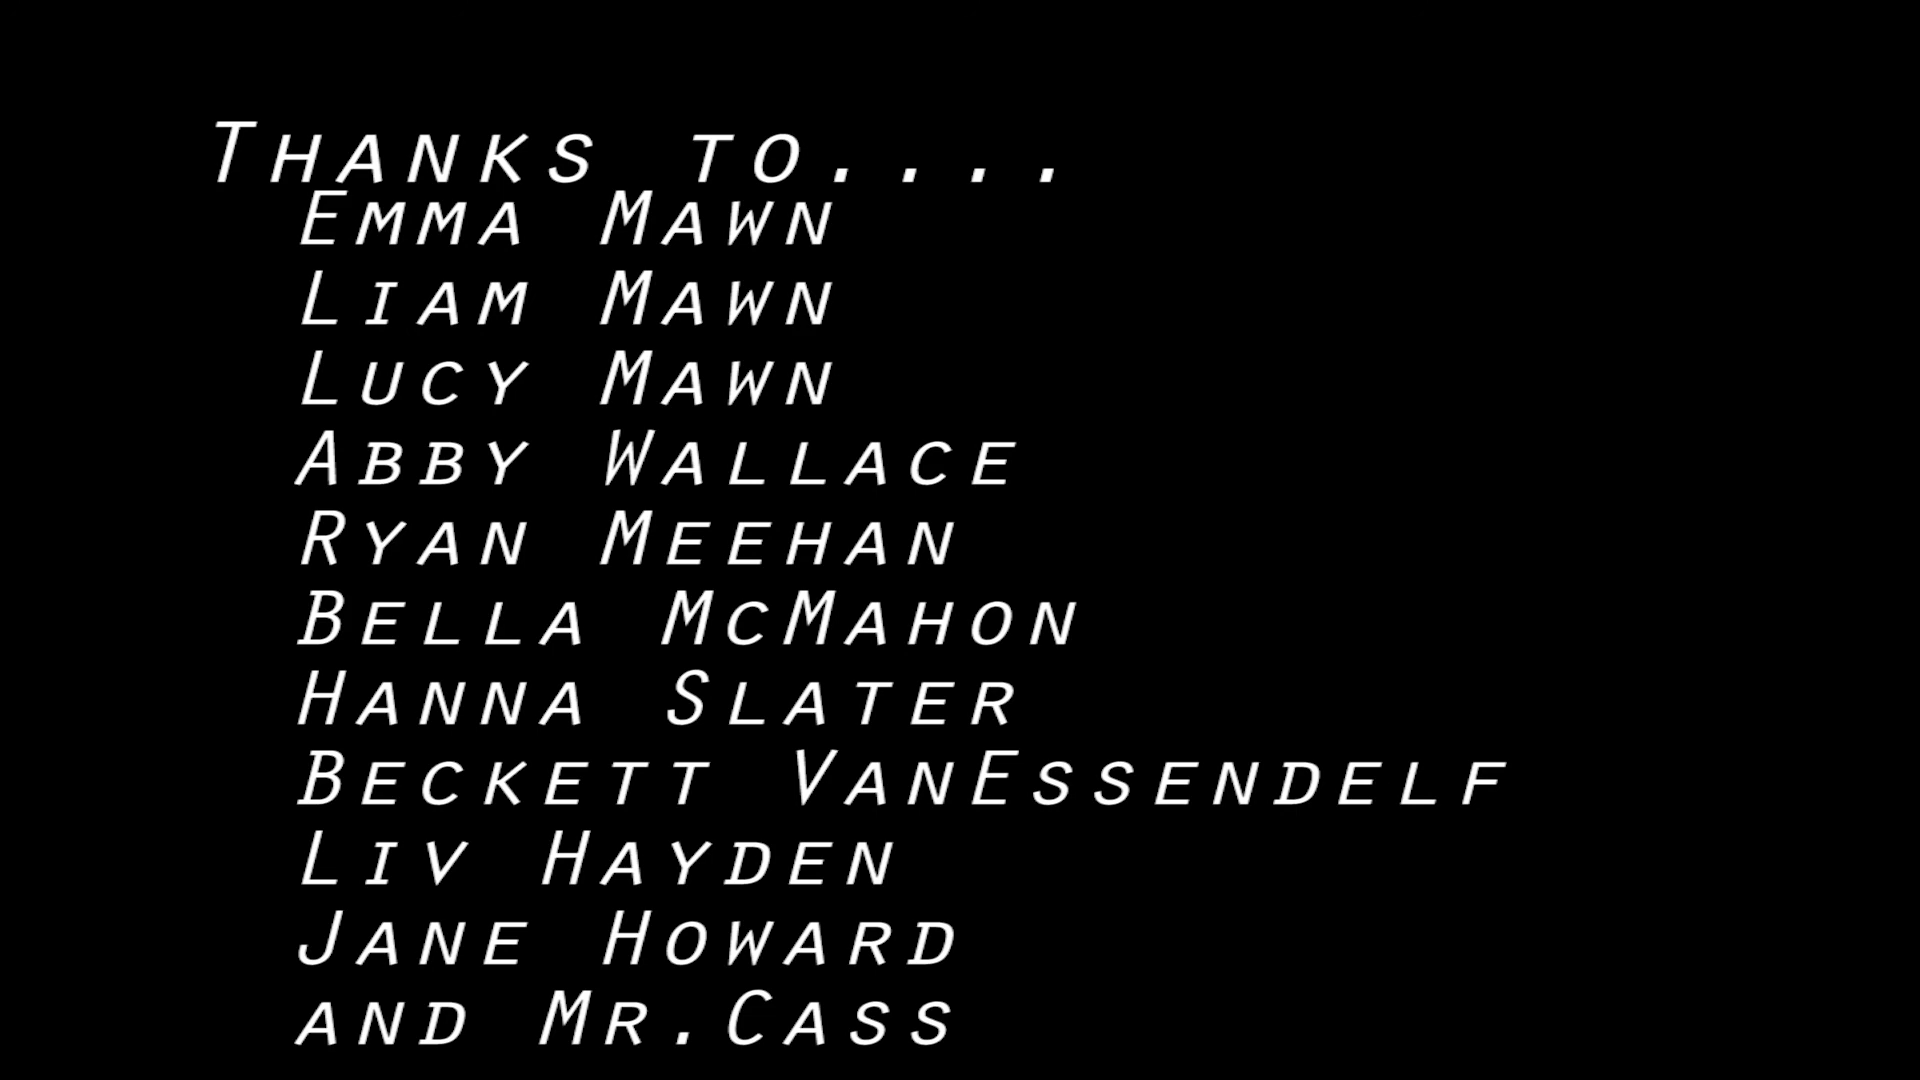 Thanks to....
Emma Mawn
Liam Mawn
Lucy Mawn
Abby Wallace
Ryan Meehan
Bella McMahon
Hanna Slater
Beckett VanEssendelf
Liv Hayden
Jane Howard
and Mr.Cass